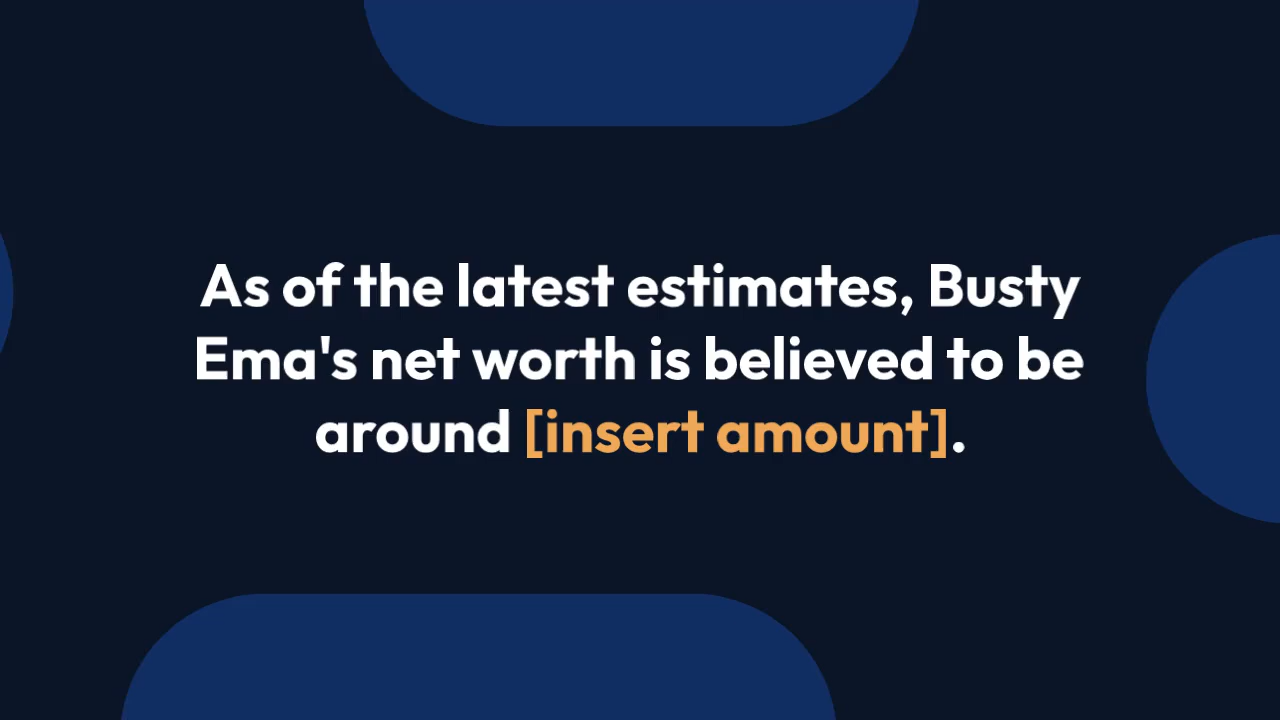 As of the latest estimates, Busty
Ema's net worth is believed to be
around [insert amount].